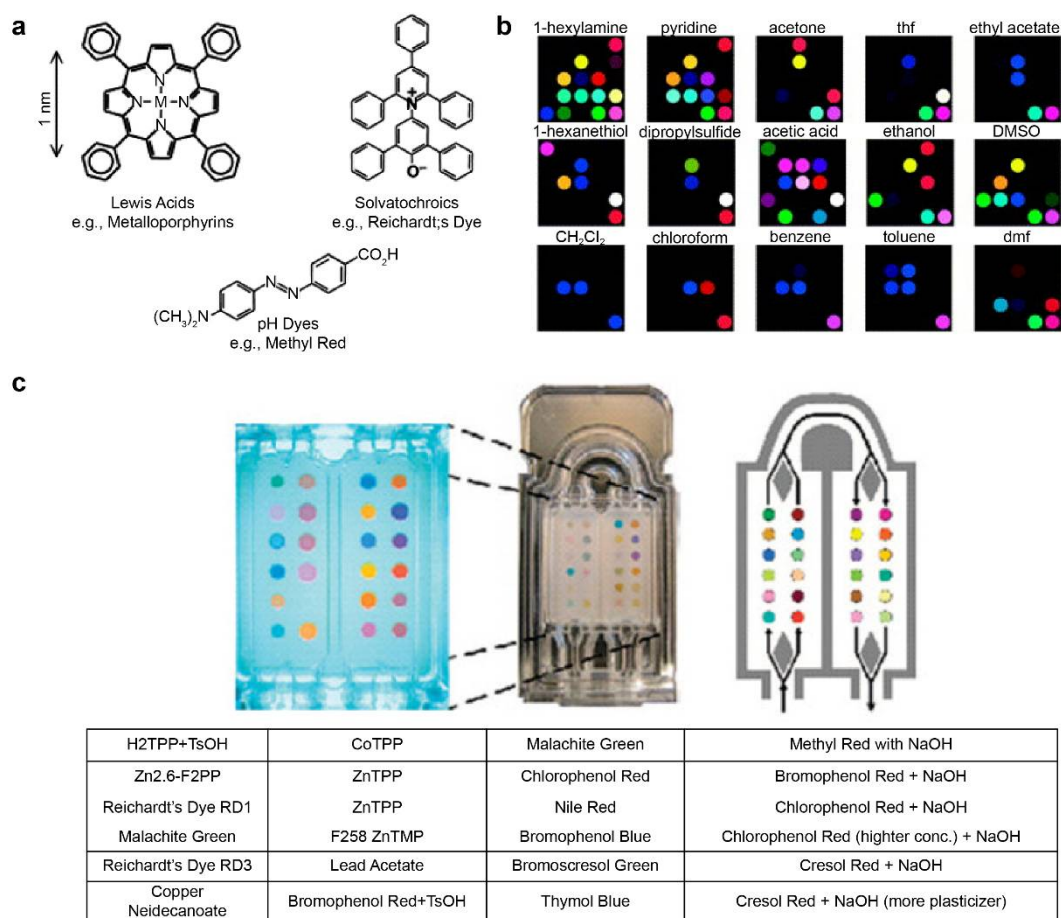 a
1 nm
N
N
M
N
N
Lewis Acids
e.g., Metalloporphyrins
+
N
O−
Solvatochroics
e.g., Reichardt;s Dye
CO2H
N
N
(CH3)2N
pH Dyes
e.g., Methyl Red
b
1-hexylamine pyridine acetone thf ethyl acetate
1-hexanethiol dipropylsulfide acetic acid ethanol DMSO
CH2Cl2 chloroform benzene toluene dmf
c
H2TPP+TsOH CoTPP Malachite Green Methyl Red with NaOH
Zn2.6-F2PP ZnTPP Chlorophenol Red Bromophenol Red + NaOH
Reichardt's Dye RD1 ZnTPP Nile Red Chlorophenol Red + NaOH
Malachite Green F258 ZnTMP Bromophenol Blue Chlorophenol Red (highter conc.) + NaOH
Reichardt's Dye RD3 Lead Acetate Bromoscresol Green Cresol Red + NaOH
Copper
Neidecanoate Bromophenol Red+TsOH Thymol Blue Cresol Red + NaOH (more plasticizer)